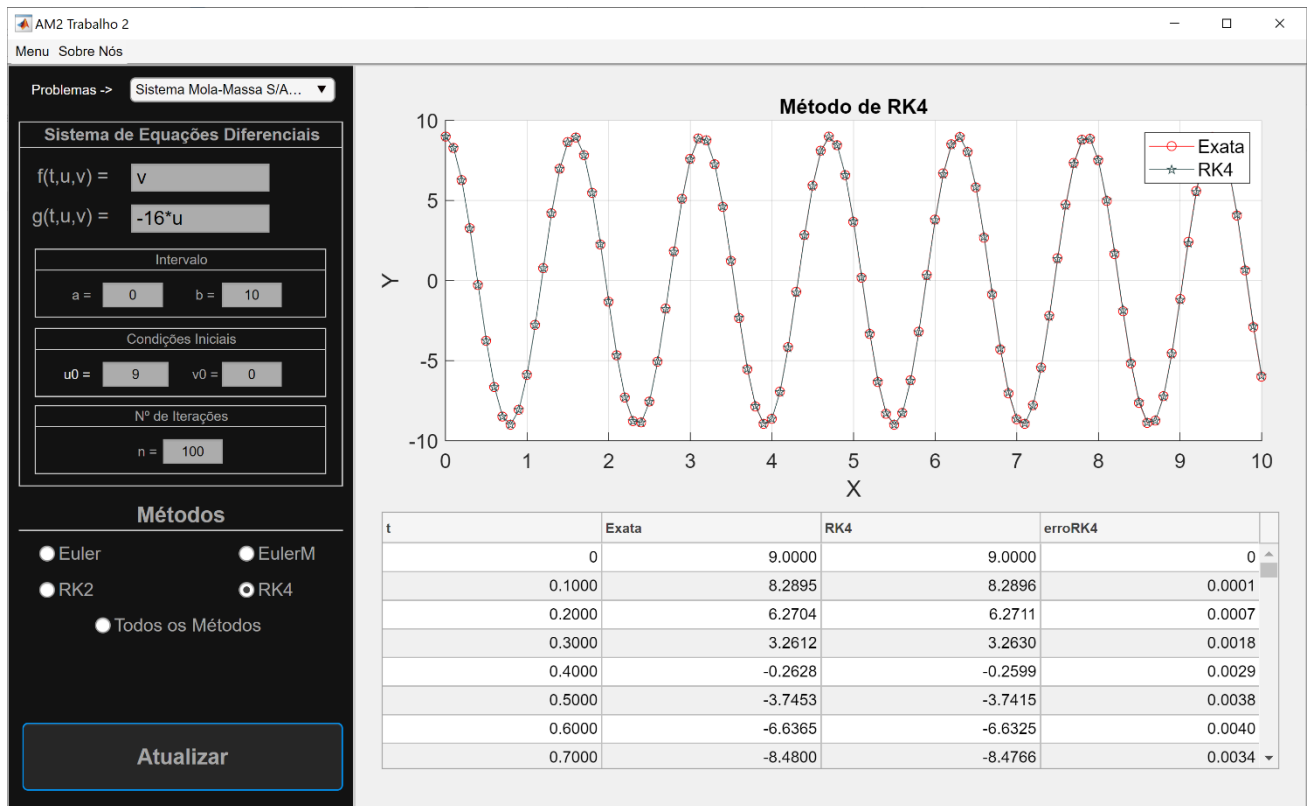 AM2 Trabalho 2
Menu Sobre Nós
Problemas -> Sistema Mola-Massa S/A...
Sistema de Equações Diferenciais
f(t,u,v) = v
g(t,u,v) = -16*u
Intervalo
a = 0 b = 10
Condições Iniciais
u0 = 9 v0 = 0
Nº de Iterações
n = 100
Métodos
Euler EulerM
RK2 RK4
Todos os Métodos
Atualizar
Método de RK4
Exata
RK4
10
5
0
-5
-10
Y
0 1 2 3 4 5 6 7 8 9 10
X
t Exata RK4 erroRK4
0 9.0000 9.0000 0
0.1000 8.2895 8.2896 0.0001
0.2000 6.2704 6.2711 0.0007
0.3000 3.2612 3.2630 0.0018
0.4000 -0.2628 -0.2599 0.0029
0.5000 -3.7453 -3.7415 0.0038
0.6000 -6.6365 -6.6325 0.0040
0.7000 -8.4800 -8.4766 0.0034